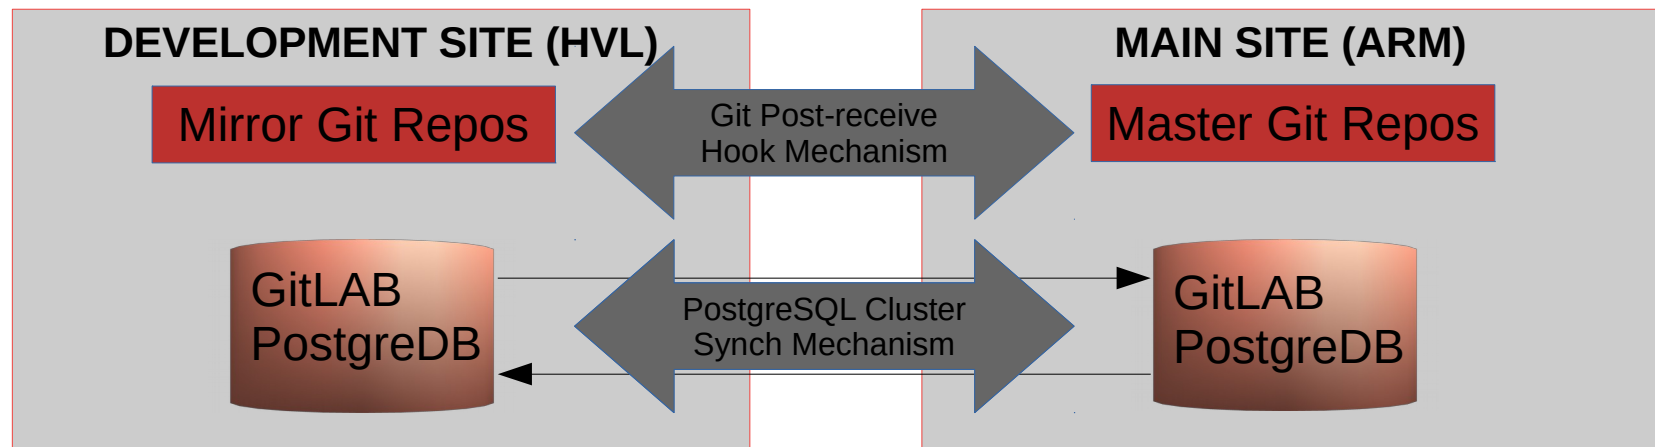 DEVELOPMENT SITE (HVL)
MAIN SITE (ARM)
Mirror Git Repos
Git Post-receive
Hook Mechanism
Master Git Repos
GitLAB
PostgreDB
PostgreSQL Cluster
Synch Mechanism
GitLAB
PostgreDB